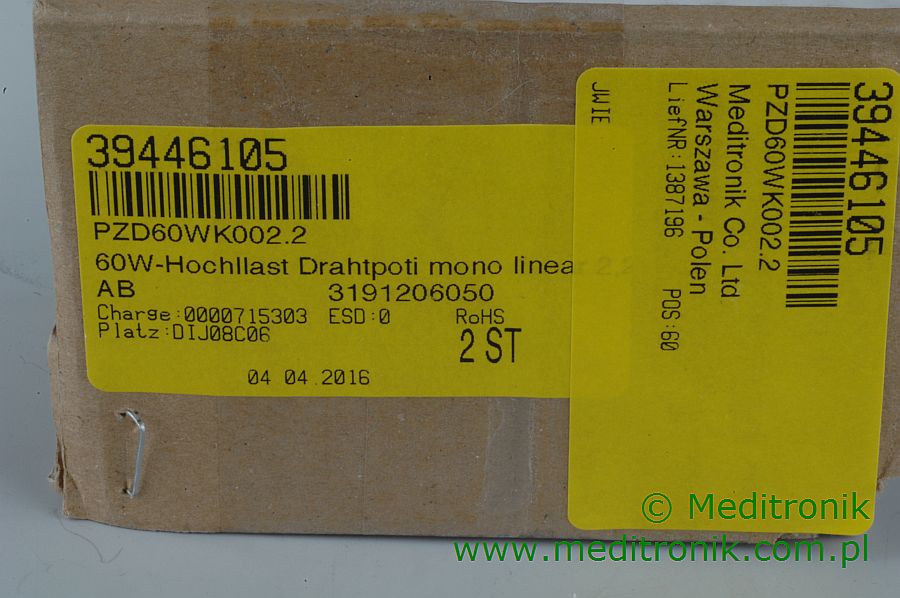 39446105
PZD60WK002.2
60W-Hochllast Drahtpoti mono linear 2,2
AB 3191206050
Charge:0000715303 ESD:0 RoHS
Platz:DIJ08C06
2 ST
04 04.2016
39446105
PZD60WK002.2
Meditronik Co. Ltd
Warszawa - Polen
LiefNR:1387196 POS:60
JWIE
© Meditronik
www.meditronik.com.pl